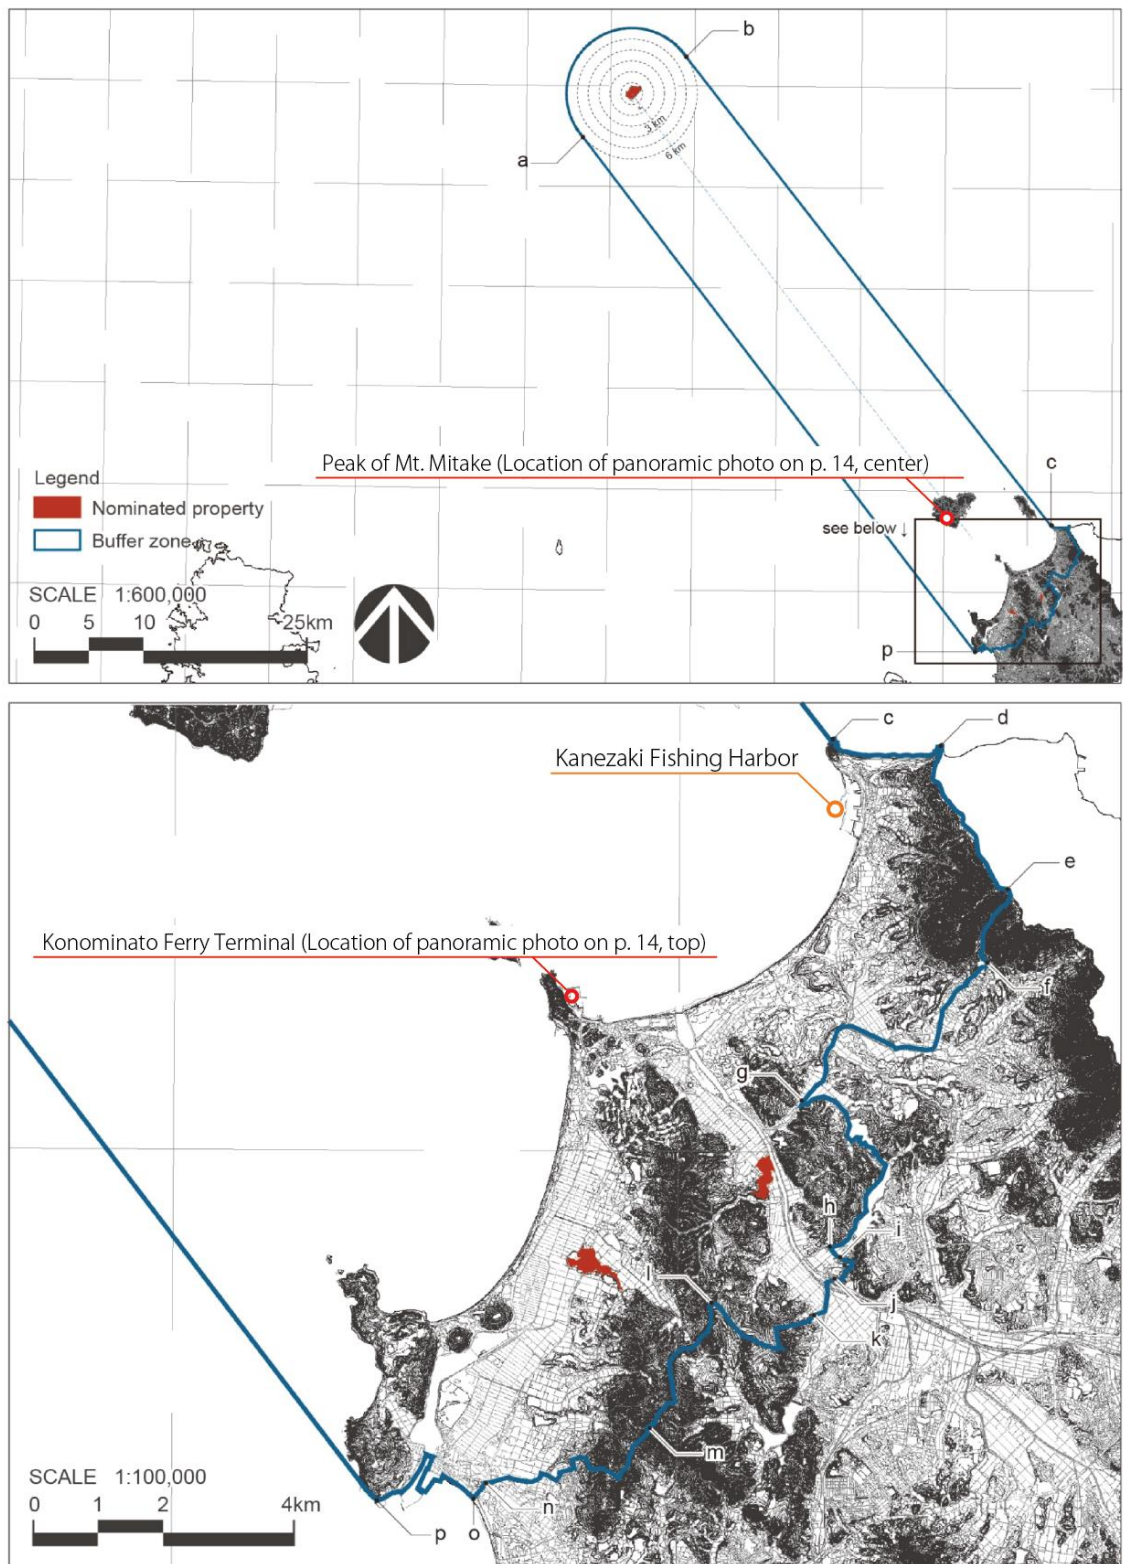 b
3 km
6 km
a
Peak of Mt. Mitake (Location of panoramic photo on p. 14, center)
c
Legend
Nominated property
Buffer zone
see below ↓
SCALE 1:600,000
0 5 10 25km
p
c
d
Kanezaki Fishing Harbor
e
Konominato Ferry Terminal (Location of panoramic photo on p. 14, top)
f
g
h
i
l
j
k
m
SCALE 1:100,000
0 1 2 4km
n
p
o